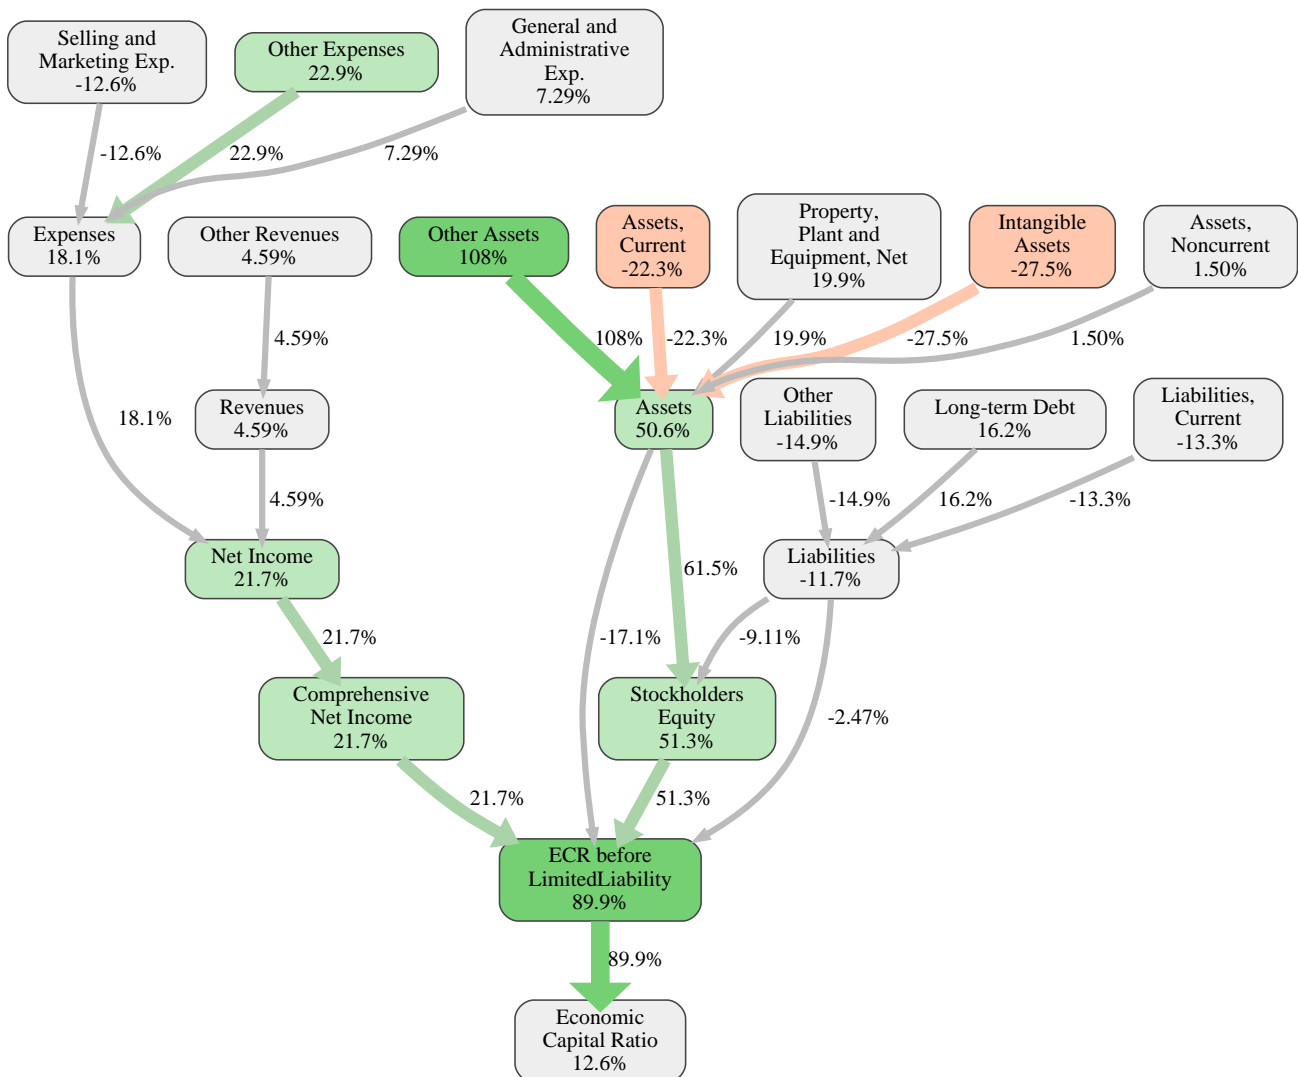 Selling and
Marketing Exp.
-12.6%
Other Expenses
22.9%
General and
Administrative
Exp.
7.29%
-12.6%
22.9%
7.29%
Expenses
18.1%
Other Revenues
4.59%
Other Assets
108%
Assets,
Current
-22.3%
Property,
Plant and
Equipment, Net
19.9%
Intangible
Assets
-27.5%
Assets,
Noncurrent
1.50%
4.59%
108%
-22.3%
19.9%
-27.5%
1.50%
18.1%
Revenues
4.59%
Assets
50.6%
Other
Liabilities
-14.9%
Long-term Debt
16.2%
Liabilities,
Current
-13.3%
4.59%
-14.9%
16.2%
-13.3%
Net Income
21.7%
61.5%
Liabilities
-11.7%
21.7%
-17.1%
-9.11%
Comprehensive
Net Income
21.7%
Stockholders
Equity
51.3%
-2.47%
21.7%
51.3%
ECR before
LimitedLiability
89.9%
89.9%
Economic
Capital Ratio
12.6%